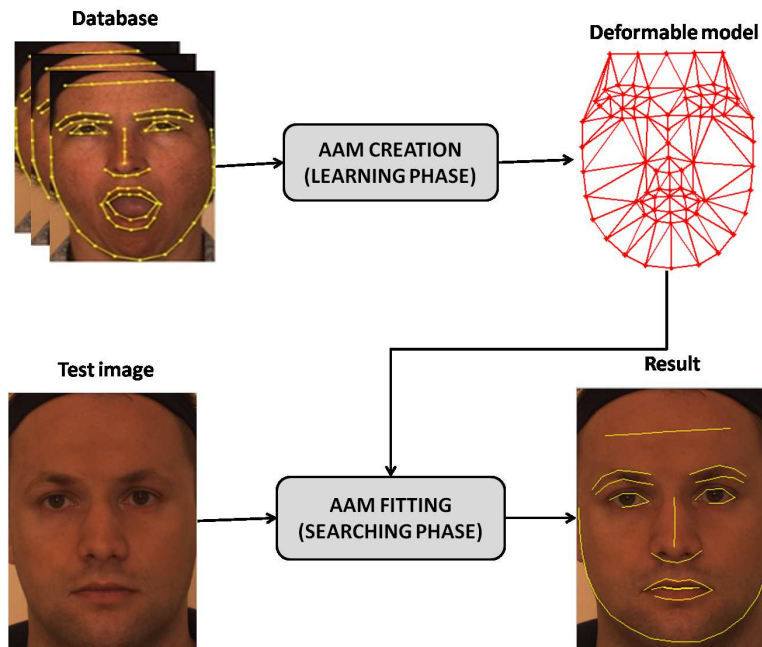 Database
Deformable model
AAM CREATION
(LEARNING PHASE)
Test image
Result
AAM FITTING
(SEARCHING PHASE)